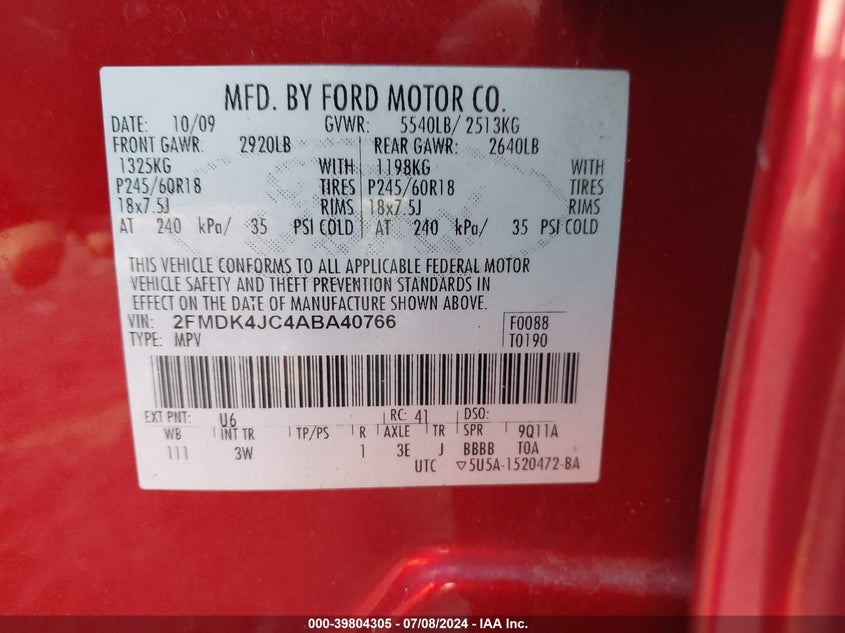 MFD. BY FORD MOTOR CO.
DATE: 10/09 GVWR: 5540LB/ 2513KG
FRONT GAWR: 2920LB REAR GAWR: 2640LB
1325KG WITH 1198KG WITH
P245/60R18 TIRES P245/60R18 TIRES
18x7.5J RIMS 18x7.5J RIMS
AT 240 kPa/ 35 PSI COLD AT 240 kPa/ 35 PSI COLD
THIS VEHICLE CONFORMS TO ALL APPLICABLE FEDERAL MOTOR
VEHICLE SAFETY AND THEFT PREVENTION STANDARDS IN
EFFECT ON THE DATE OF MANUFACTURE SHOWN ABOVE.
VIN: 2FMDK4JC4ABA40766 F0088
TYPE: MPV T0190
EXT PNT: U6 RC: 41 DSO:
WB INT TR TP/PS R AXLE TR SPR 9Q11A
111 3W 1 3E J BBBB TOA
UTC ▽5U5A-1520472-BA
000-39804305 - 07/08/2024 - IAA Inc.